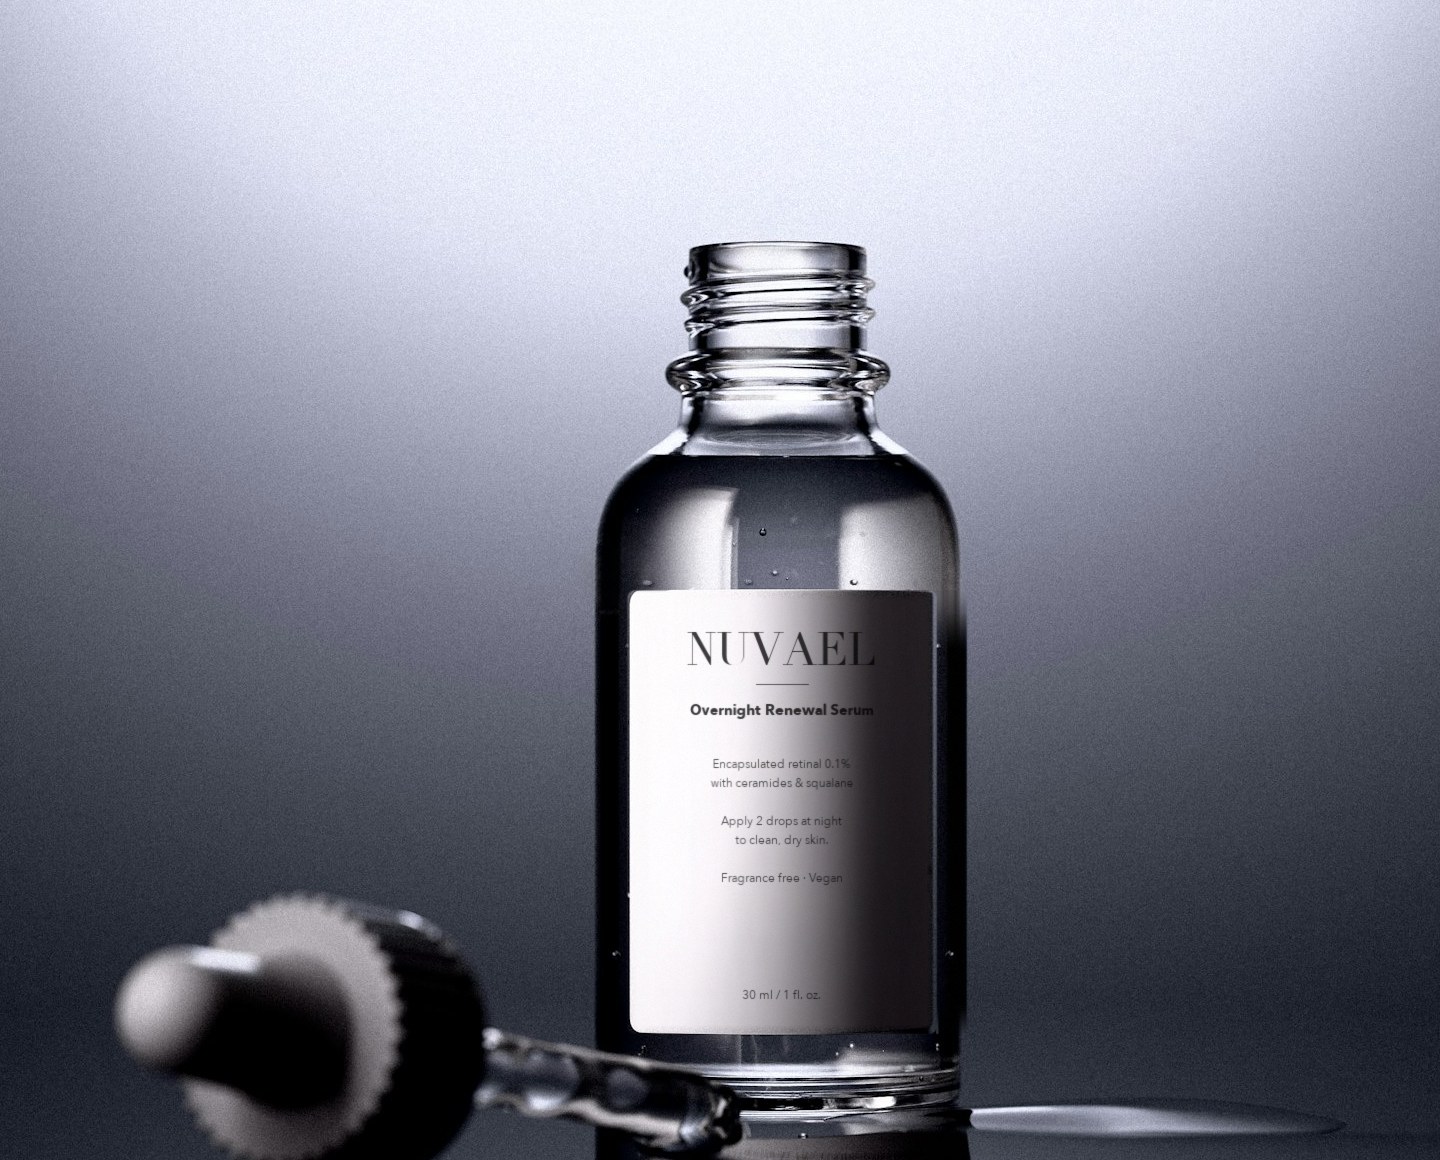 NUVAEL
Overnight Renewal Serum
Encapsulated retinal 0.1%
with ceramides & squalane
Apply 2 drops at night
to clean, dry skin.
Fragrance free · Vegan
30 ml / 1 fl. oz.